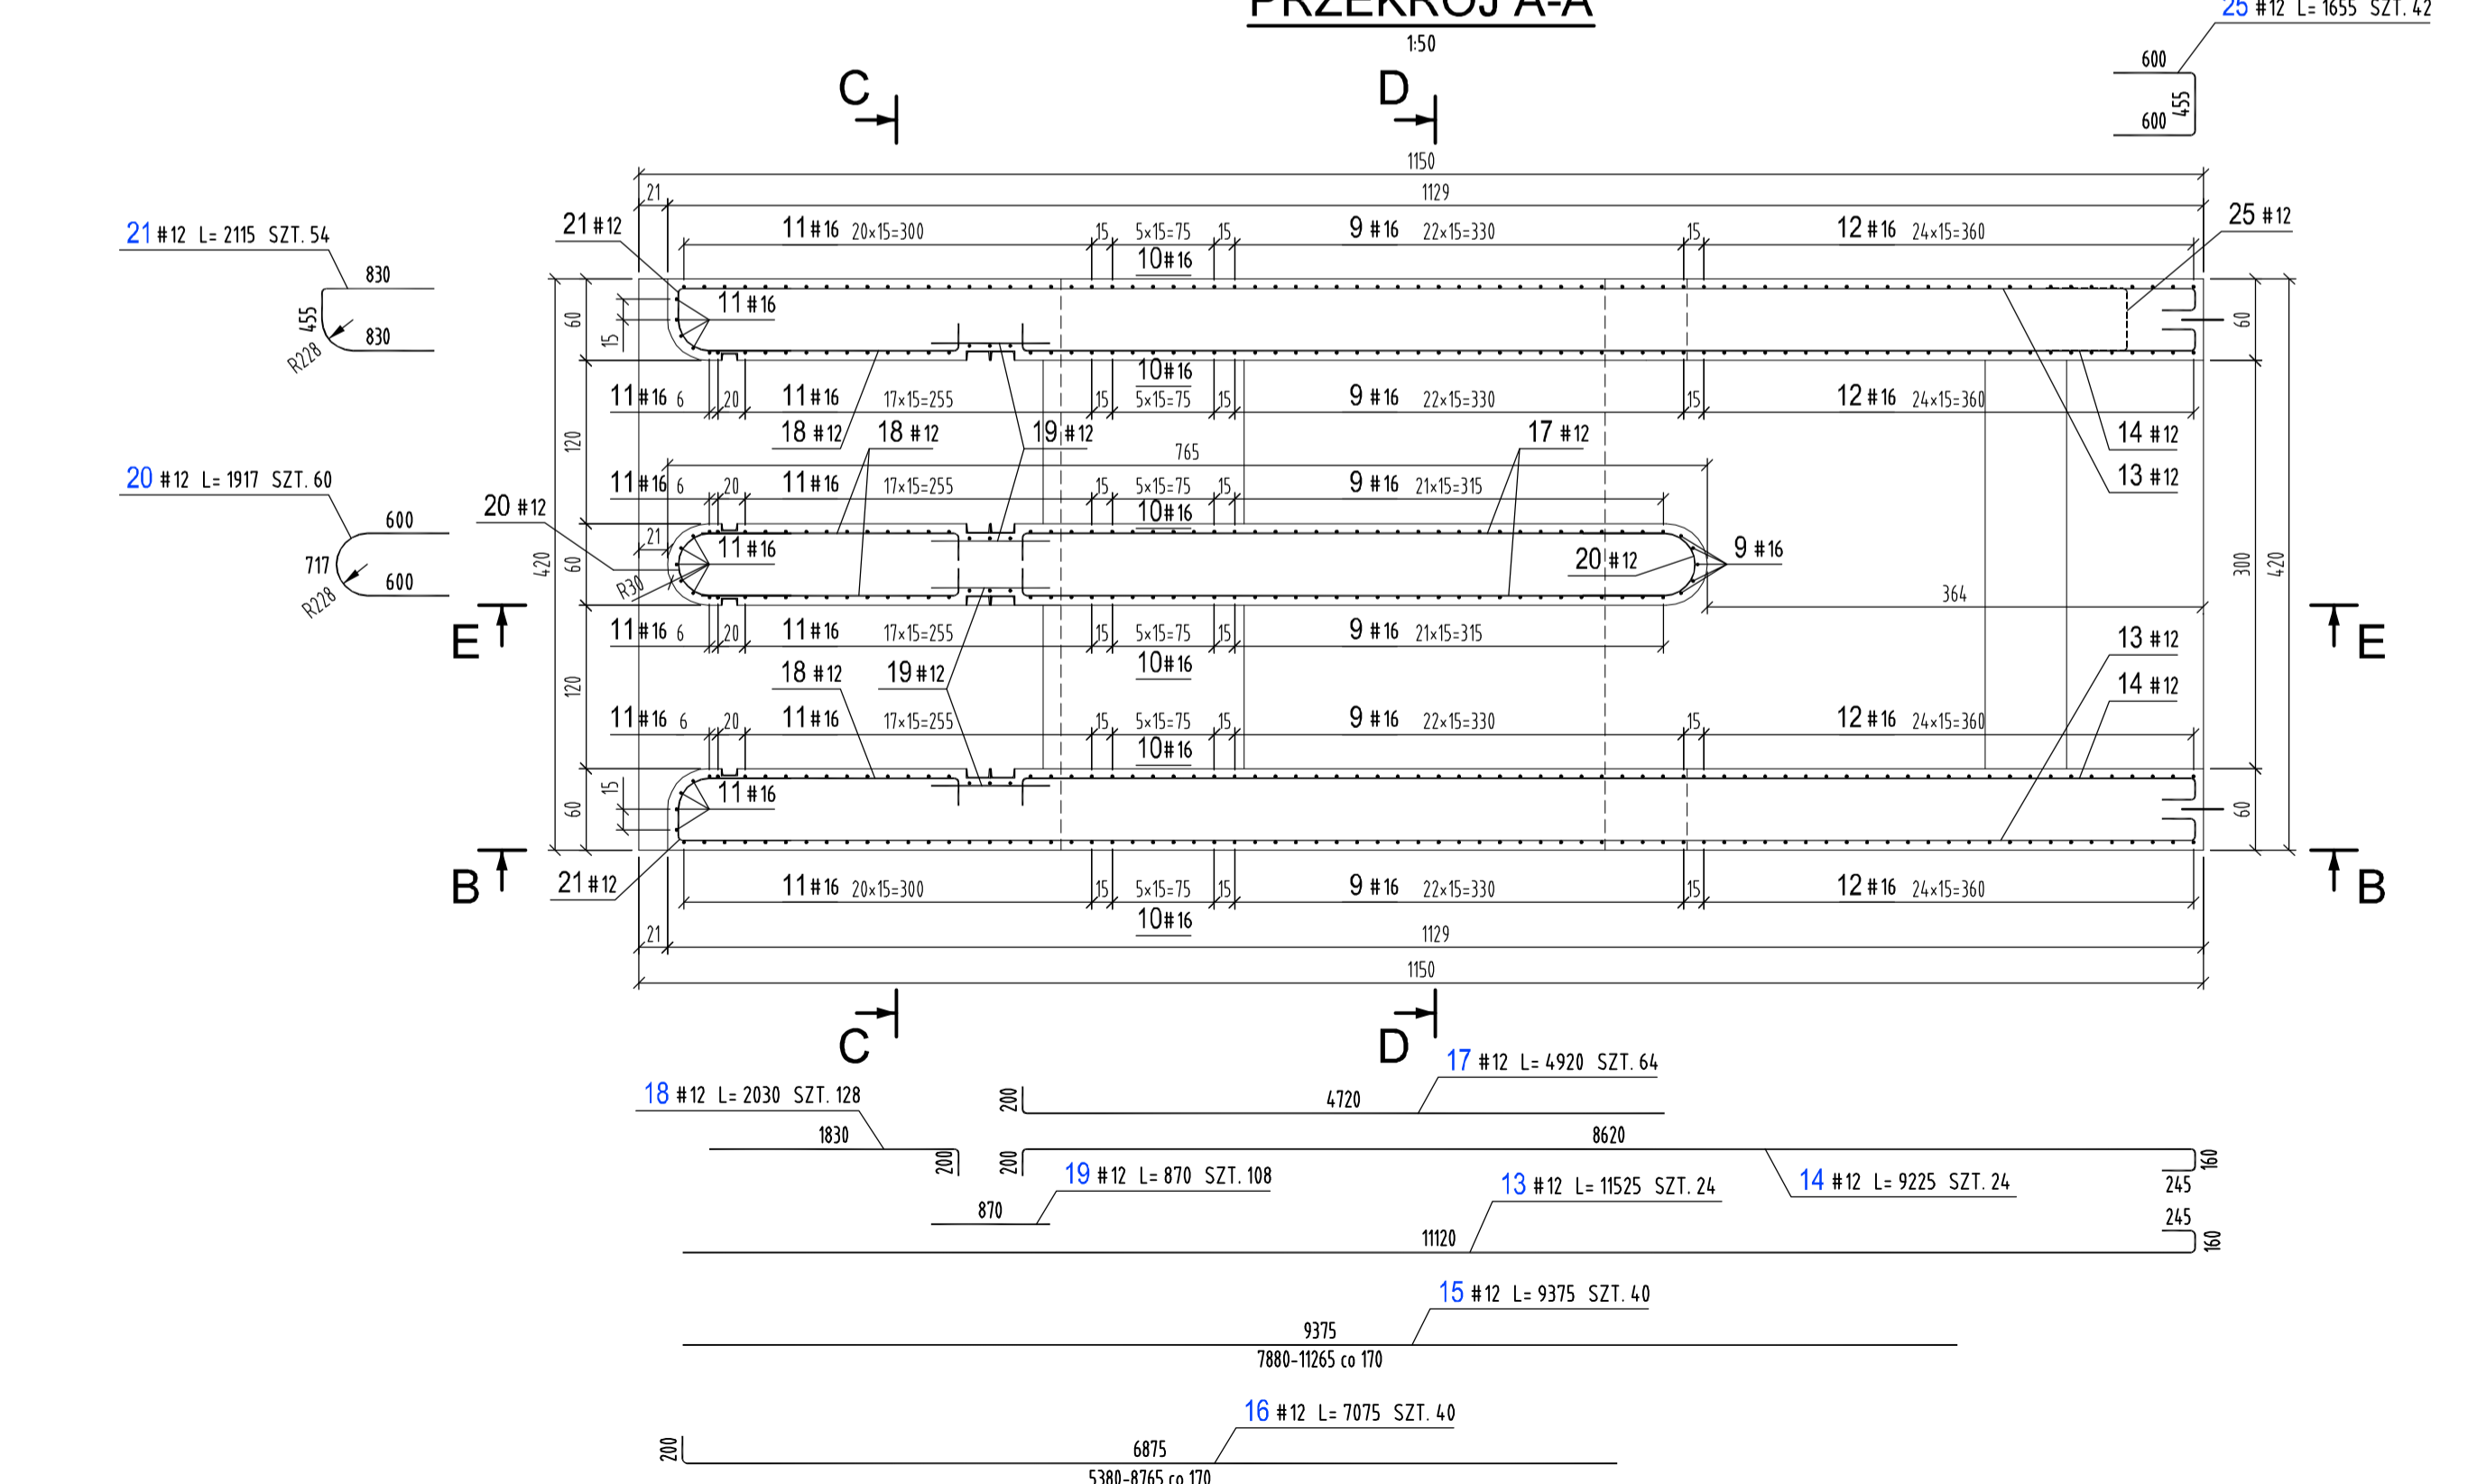 PRZEKRÓJ A-A
1:50
25 #12 L= 1655 SZT. 42
600
455
600
C
D
1150
21
1129
21 #12 L= 2115 SZT. 54
830
455
830
R228
21 #12
11 #16 20x15=300
15
5x15=75
15
9 #16 22x15=330
15
12 #16 24x15=360
25 #12
10#16
11 #16
60
15
60
10#16
11 #16 6
20
11 #16 17x15=255
15
5x15=75
15
9 #16 22x15=330
15
12 #16 24x15=360
18 #12
18 #12
19 #12
17 #12
14 #12
120
765
13 #12
20 #12 L= 1917 SZT. 60
600
717
600
R228
11 #16 6
20
11 #16 17x15=255
15
5x15=75
15
9 #16 21x15=315
20 #12
10#16
21
11 #16
420
60
R30
20 #12
9 #16
300
420
364
E
E
11 #16 6
20
11 #16 17x15=255
15
5x15=75
15
9 #16 21x15=315
10#16
13 #12
18 #12
19 #12
14 #12
120
11 #16 6
20
11 #16 17x15=255
15
5x15=75
15
9 #16 22x15=330
15
12 #16 24x15=360
10#16
15
11 #16
60
60
B
B
21 #12
11 #16 20x15=300
15
5x15=75
15
9 #16 22x15=330
15
12 #16 24x15=360
10#16
21
1129
1150
C
D
17 #12 L= 4920 SZT. 64
200
4720
18 #12 L= 2030 SZT. 128
1830
200
200
8620
160
245
14 #12 L= 9225 SZT. 24
19 #12 L= 870 SZT. 108
870
13 #12 L= 11525 SZT. 24
11120
245
160
15 #12 L= 9375 SZT. 40
9375
7880-11265 co 170
16 #12 L= 7075 SZT. 40
200
6875
5380-8765 co 170